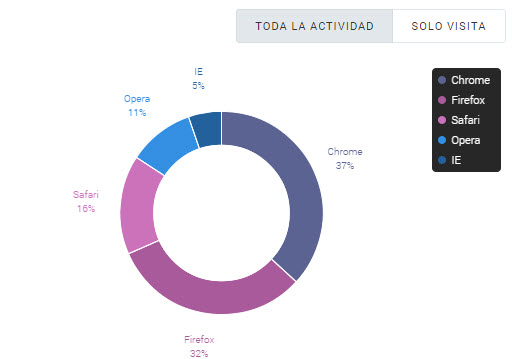 TODA LA ACTIVIDAD
SOLO VISITA
IE
5%
Opera
11%
Chrome
37%
Safari
16%
Firefox
32%
Chrome
Firefox
Safari
Opera
IE